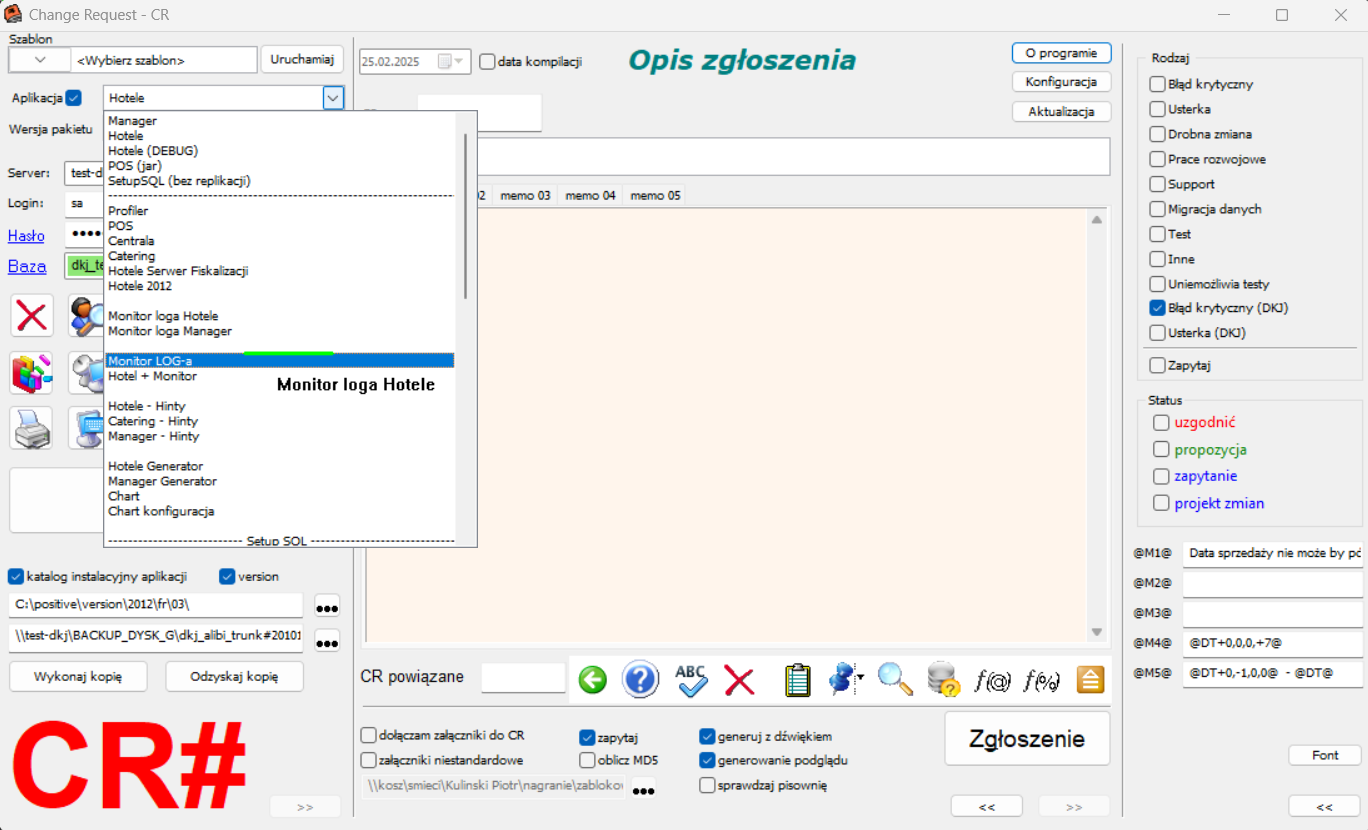 Change Request - CR
Szablon
<Wybierz szablon>
Uruchamiaj
Aplikacja
Hotele
Wersja pakietu
Server:
test-d
Login:
sa
Hasło
Baza
dkj_te
Manager
Hotele
Hotele (DEBUG)
POS (jar)
SetupSQL (bez replikacji)
Profiler
POS
Centrala
Catering
Hotele Serwer Fiskalizacji
Hotele 2012
Monitor loga Hotele
Monitor loga Manager
Monitor LOG-a
Hotel + Monitor
Monitor loga Hotele
Hotele - Hinty
Catering - Hinty
Manager - Hinty
Hotele Generator
Manager Generator
Chart
Chart konfiguracja
--------------------------- Setup SQL -----------------------------
katalog instalacyjny aplikacji
version
C:\positive\version\2012\fr\03\
\\test-dkj\BACKUP_DYSK_G\dkj_alibi_trunk#20101
Wykonaj kopię
Odzyskaj kopię
CR#
>>
25.02.2025
data kompilacji
Opis zgłoszenia
O programie
Konfiguracja
Aktualizacja
02
memo 03
memo 04
memo 05
CR powiązane
ABC
f(@)
f(%)
dołączam załączniki do CR
załączniki niestandardowe
\\kosz\smieci\Kulinski Piotr\nagranie\zabloko
zapytaj
oblicz MD5
generuj z dźwiękiem
generowanie podglądu
sprawdzaj pisownię
Zgłoszenie
<<
>>
Rodzaj
Błąd krytyczny
Usterka
Drobna zmiana
Prace rozwojowe
Support
Migracja danych
Test
Inne
Uniemożliwia testy
Błąd krytyczny (DKJ)
Usterka (DKJ)
Zapytaj
Status
uzgodnić
propozycja
zapytanie
projekt zmian
@M1@
Data sprzedaży nie może by pó
@M2@
@M3@
@M4@
@DT+0,0,0,+7@
@M5@
@DT+0,-1,0,0@ - @DT@
Font
<<